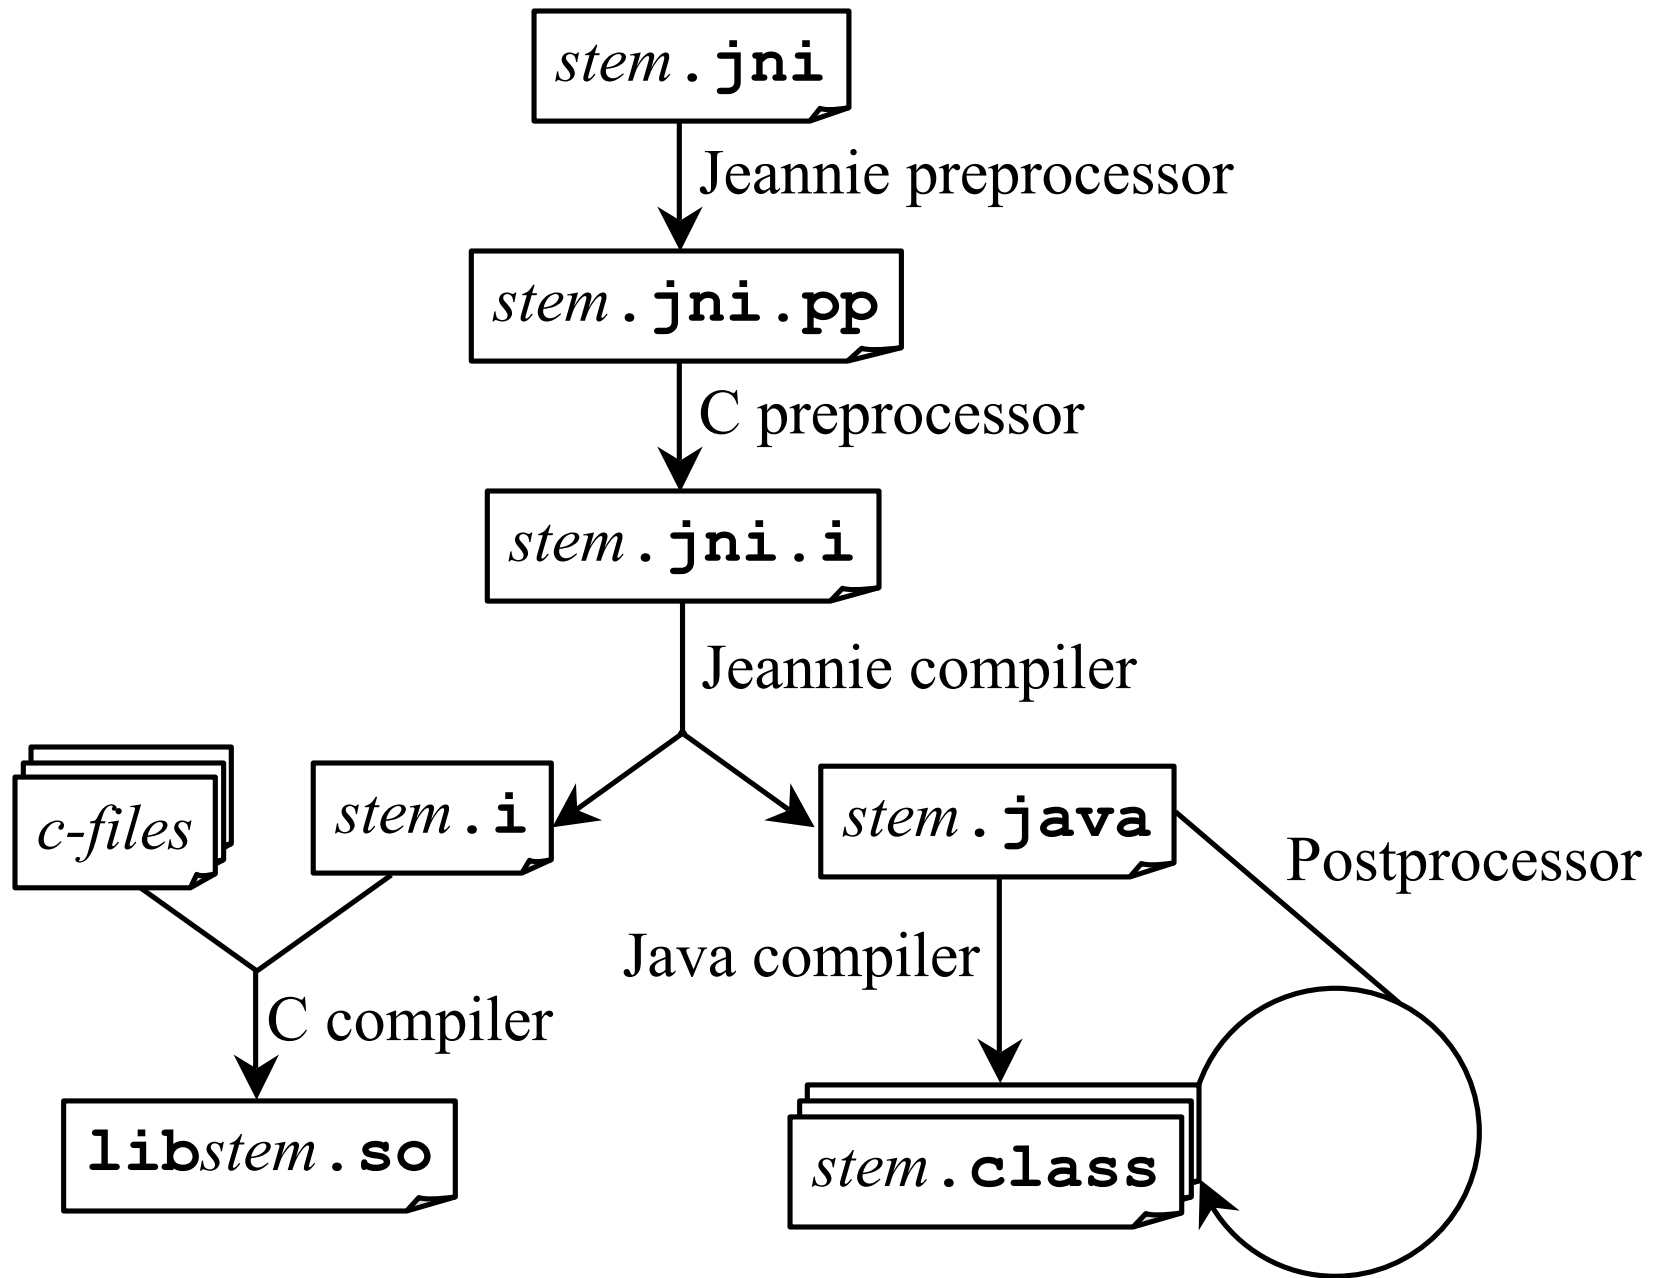 stem.jni
Jeannie preprocessor
stem.jni.pp
C preprocessor
stem.jni.i
Jeannie compiler
c-files
stem.i
stem.java
Postprocessor
Java compiler
C compiler
libstem.so
stem.class